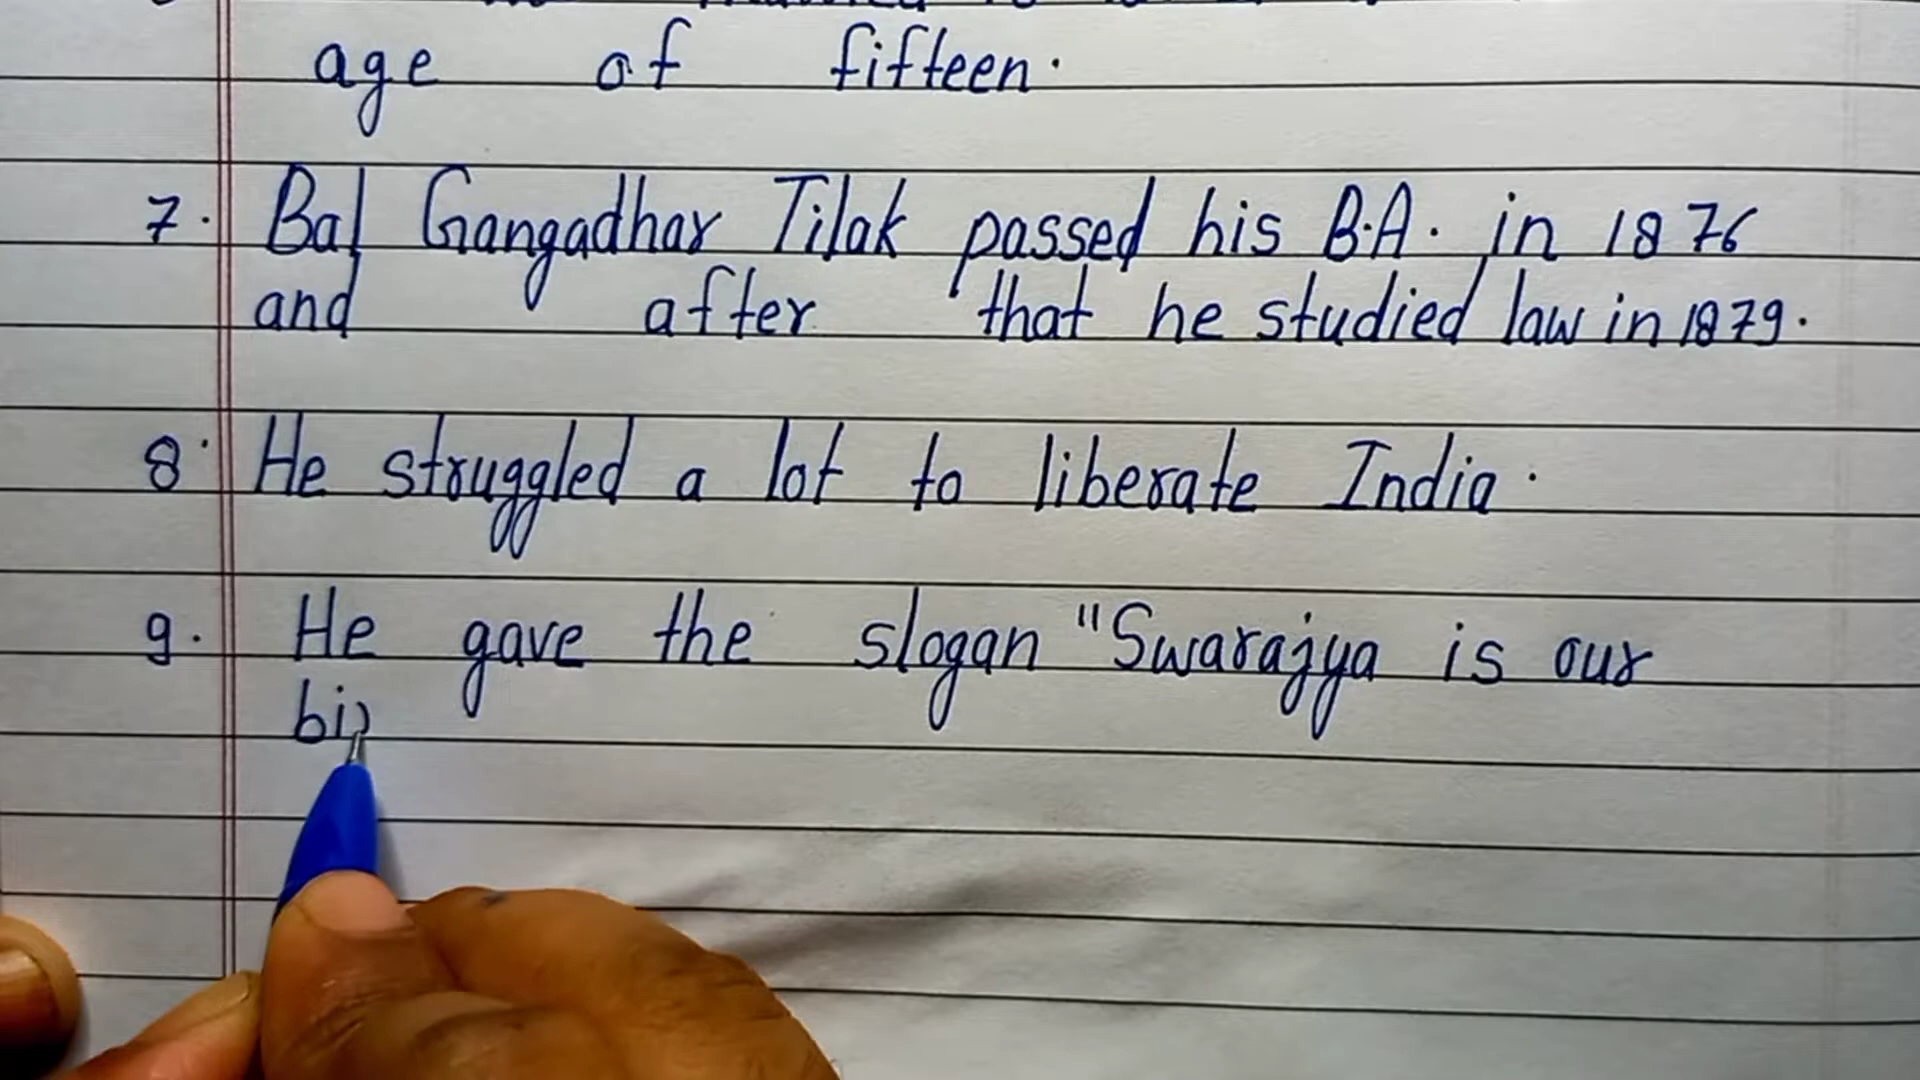 age of fifteen.
7. Bal Gangadhar Tilak passed his B.A. in 1876
and after that he studied law in 1879.
8. He struggled a lot to liberate India.
9. He gave the slogan "Swarajya is our